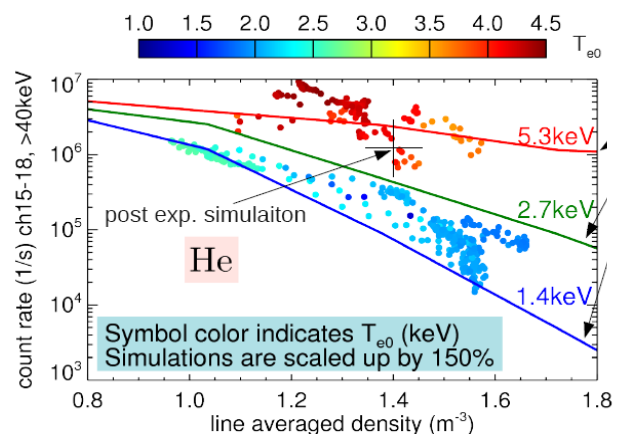 1.0 1.5 2.0 2.5 3.0 3.5 4.0 4.5 T_e0
count rate (1/s) ch15-18, >40keV
10^7
10^6
10^5
10^4
10^3
5.3keV
2.7keV
1.4keV
post exp. simulaiton
He
Symbol color indicates T_e0 (keV)
Simulations are scaled up by 150%
0.8 1.0 1.2 1.4 1.6 1.8
line averaged density (m^-3)